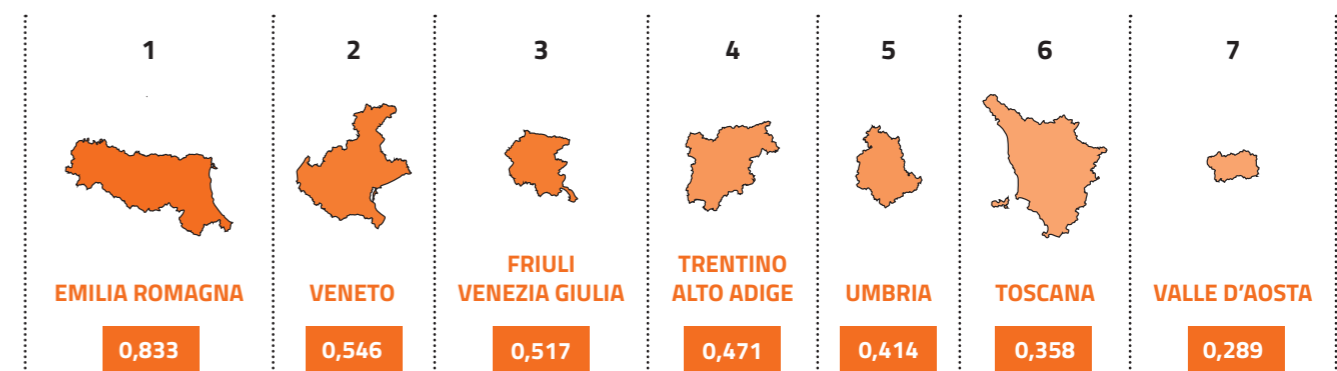 1
2
3
4
5
6
7
EMILIA ROMAGNA
VENETO
FRIULI
VENEZIA GIULIA
TRENTINO
ALTO ADIGE
UMBRIA
TOSCANA
VALLE D'AOSTA
0,833
0,546
0,517
0,471
0,414
0,358
0,289